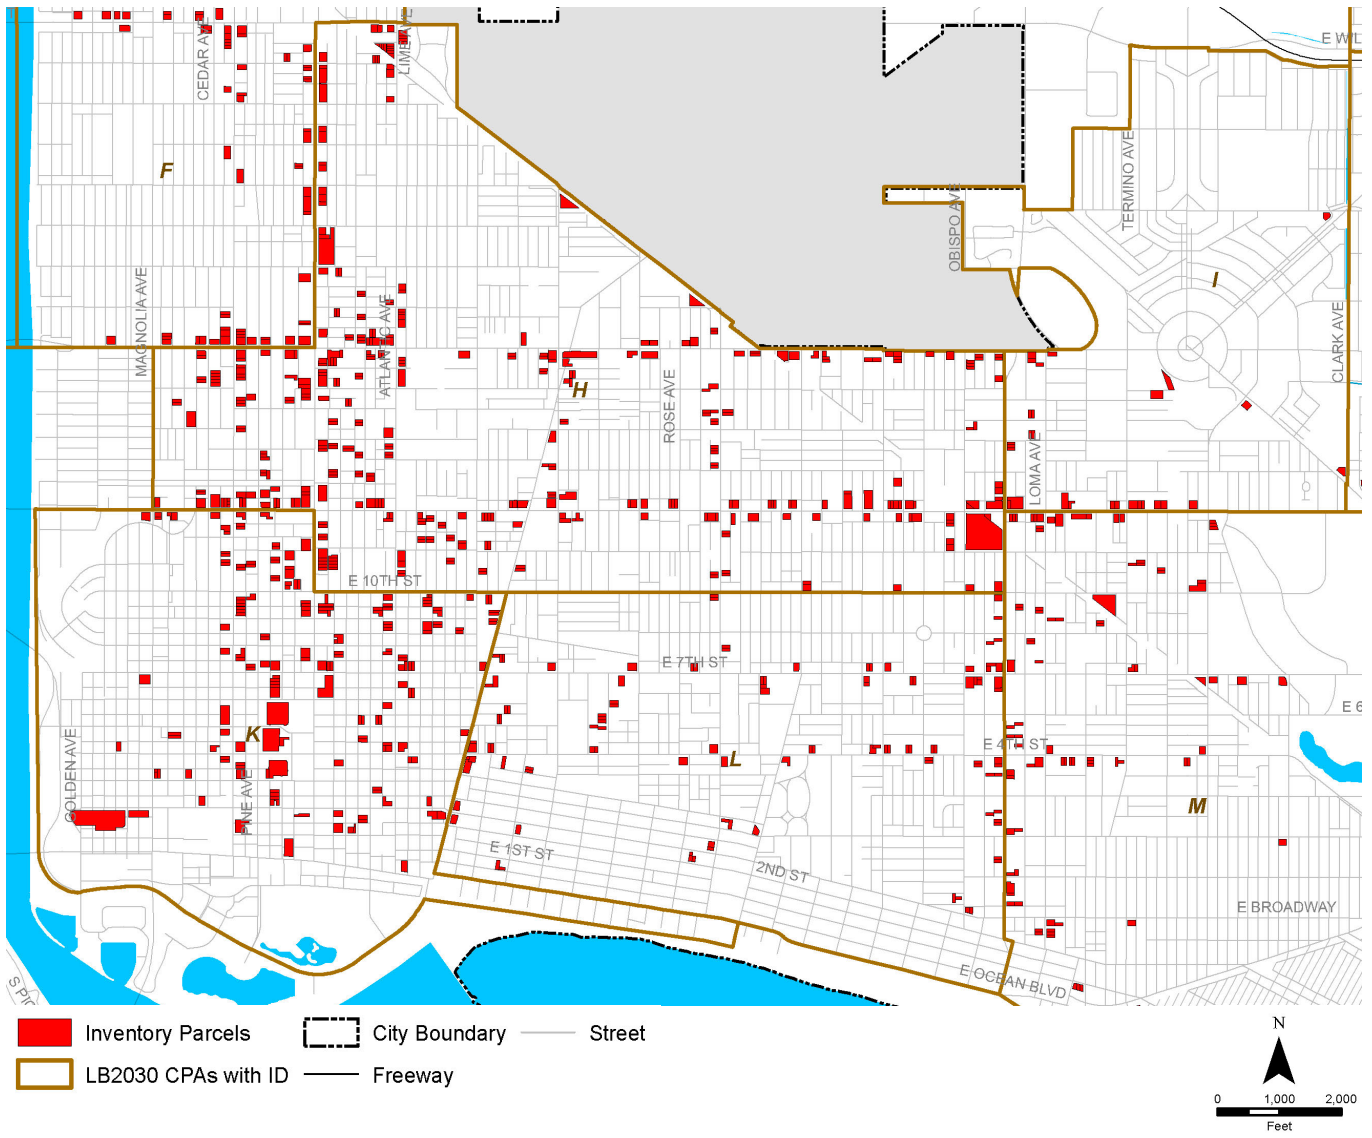 CEDAR AVE
LIME AVE
E WIL
F
TERMINO AVE
OBISPO AVE
I
MAGNOLIA AVE
ATLANTIC AVE
CLARK AVE
H
ROSE AVE
LOMA AVE
E 10TH ST
E 7TH ST
E 6
GOLDEN AVE
K
PINE AVE
L
E 4TH ST
M
E 1ST ST
2ND ST
E BROADWAY
E OCEAN BLVD
S PIC
Inventory Parcels
City Boundary
Street
LB2030 CPAs with ID
Freeway
N
0 1,000 2,000
Feet